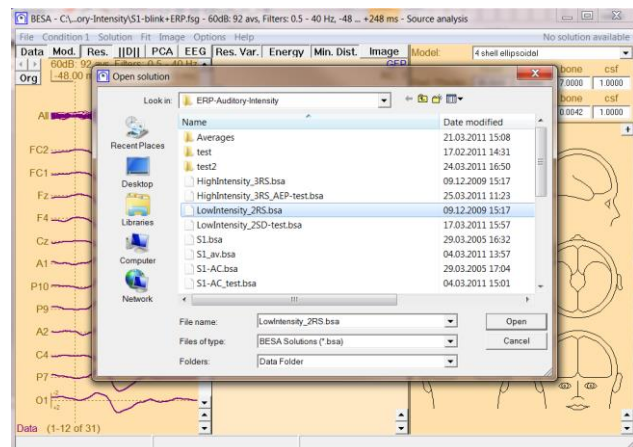 BESA - C:\...ory-Intensity\S1-blink+ERP.fsg - 60dB: 92 avs, Filters: 0.5 - 40 Hz, -48 ... +248 ms - Source analysis
File Condition 1 Solution Fit Image Options Help No solution available
Data Mod. Res. ||D|| PCA EEG Res. Var. Energy Min. Dist. Image Model: 4 shell ellipsoidal
Org
Open solution
bone csf
7.0000 1.0000
bone csf
0.0042 1.0000
Look in: ERP-Auditory-Intensity
Name Date modified
Recent Places
Desktop
Libraries
Computer
Network
Averages 21.03.2011 15:08
test 17.02.2011 14:31
test2 24.03.2011 16:50
HighIntensity_3RS.bsa 09.12.2009 15:17
HighIntensity_3RS_AEP-test.bsa 25.03.2011 11:23
LowIntensity_2RS.bsa 09.12.2009 15:17
LowIntensity_2SD-test.bsa 17.03.2011 15:57
S1.bsa 29.03.2005 16:32
S1_av.bsa 04.03.2011 13:57
S1-AC.bsa 29.03.2005 17:04
S1-AC_test.bsa 04.03.2011 15:01
File name: LowIntensity_2RS.bsa Open
Files of type: BESA Solutions (*.bsa) Cancel
Folders: Data Folder
All
FC2
FC1
Fz
F4
Cz
A1
P10
P9
A2
C4
P7
O1
Data (1-12 of 31)